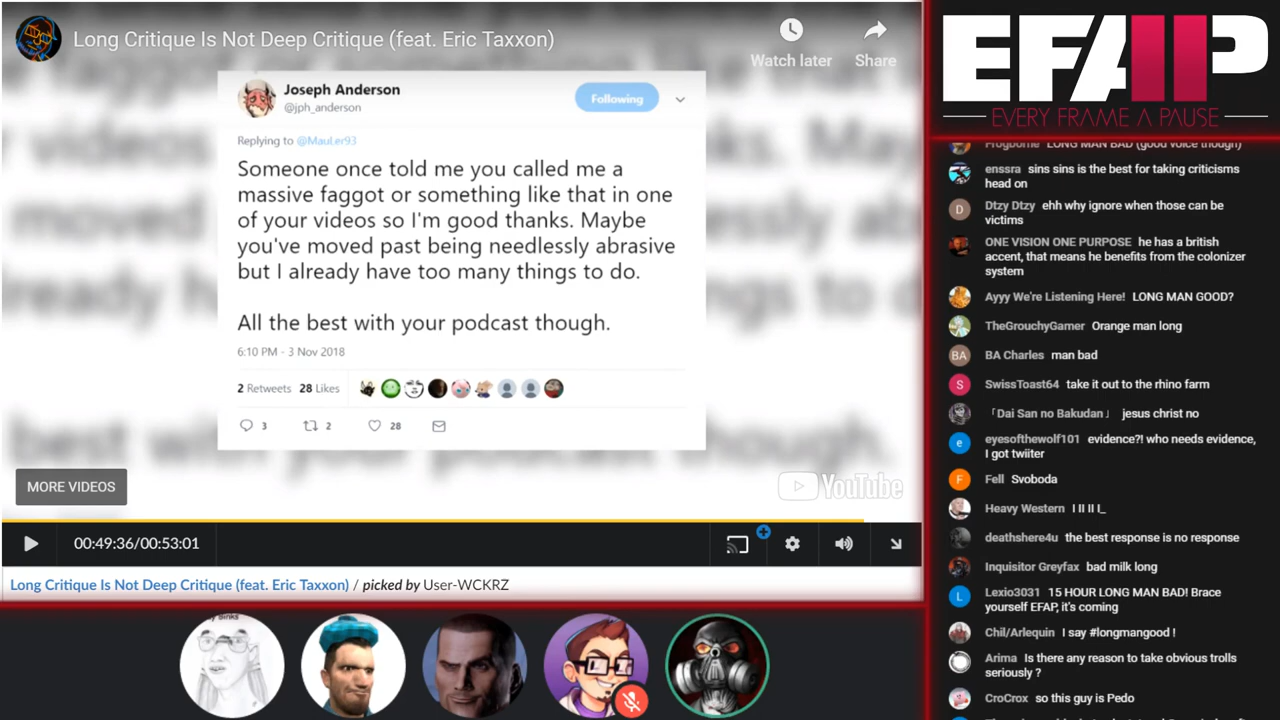 Long Critique Is Not Deep Critique (feat. Eric Taxxon)
Watch later
Share
Joseph Anderson
@jph_anderson
Following
Replying to @MauLer93
Someone once told me you called me a
massive faggot or something like that in one
of your videos so I'm good thanks. Maybe
you've moved past being needlessly abrasive
but I already have too many things to do.
All the best with your podcast though.
6:10 PM - 3 Nov 2018
2 Retweets 28 Likes
3 2 28
MORE VIDEOS
YouTube
00:49:36/00:53:01
Long Critique Is Not Deep Critique (feat. Eric Taxxon) / picked by User-WCKRZ
EFAP
EVERY FRAME A PAUSE
Frogborne LONG MAN BAD (good voice though)
enssra sins sins is the best for taking criticisms
head on
D
Dtzy Dtzy ehh why ignore when those can be
victims
ONE VISION ONE PURPOSE he has a british
accent, that means he benefits from the colonizer
system
Ayyy We're Listening Here! LONG MAN GOOD?
TheGrouchyGamer Orange man long
BA
BA Charles man bad
S
SwissToast64 take it out to the rhino farm
「Dai San no Bakudan」 jesus christ no
e
eyesofthewolf101 evidence?! who needs evidence,
I got twiiter
F
Fell Svoboda
Heavy Western I II II I_
deathshere4u the best response is no response
Inquisitor Greyfax bad milk long
L
Lexio3031 15 HOUR LONG MAN BAD! Brace
yourself EFAP, it's coming
Chil/Arlequin I say #longmangood !
Arima Is there any reason to take obvious trolls
seriously ?
CroCrox so this guy is Pedo